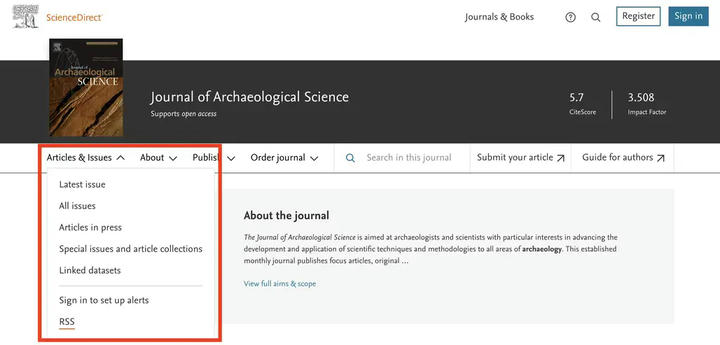 ScienceDirect
Journals & Books
Register
Sign in
Journal of
Archaeological
SCIENCE
Journal of Archaeological Science
Supports open access
5.7
CiteScore
3.508
Impact Factor
Articles & Issues
About
Publish
Order journal
Search in this journal
Submit your article
Guide for authors
Latest issue
All issues
Articles in press
Special issues and article collections
Linked datasets
Sign in to set up alerts
RSS
About the journal
The Journal of Archaeological Science is aimed at archaeologists and scientists with particular interests in advancing the
development and application of scientific techniques and methodologies to all areas of archaeology. This established
monthly journal publishes focus articles, original ...
View full aims & scope